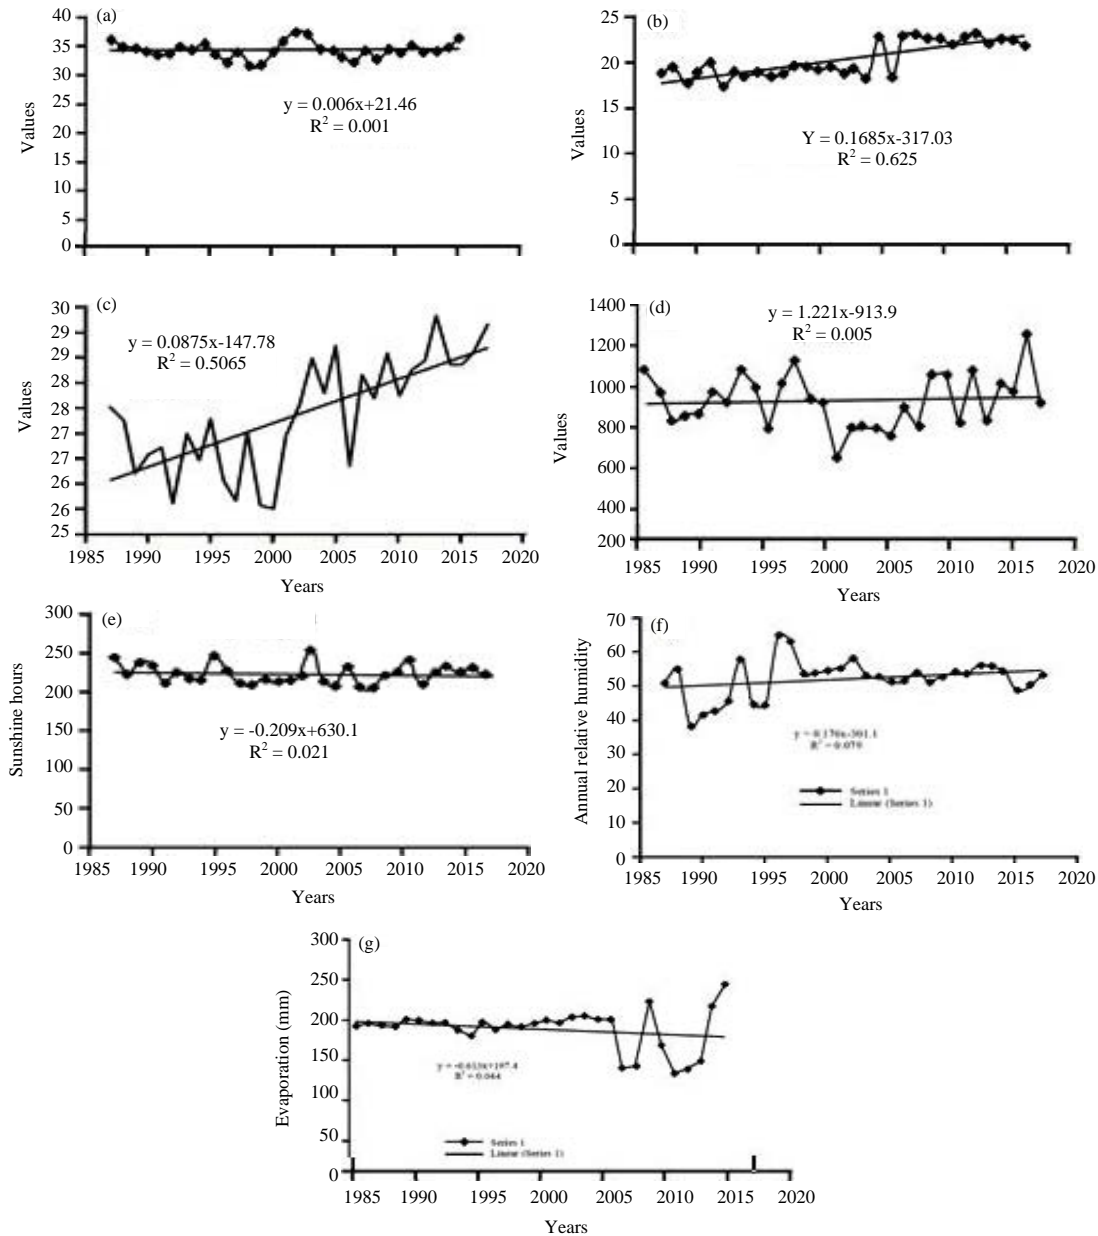 (a)
40
35
30
25
20
15
10
5
0
Values
y = 0.006x+21.46
R² = 0.001
(b)
25
20
15
10
5
0
Values
Y = 0.1685x-317.03
R² = 0.625
(c)
30
29
29
28
28
27
27
26
26
25
Values
y = 0.0875x-147.78
R² = 0.5065
1985 1990 1995 2000 2005 2010 2015 2020
Years
(d)
1400
1200
1000
800
600
400
200
Values
y = 1.221x-913.9
R² = 0.005
1985 1990 1995 2000 2005 2010 2015 2020
Years
(e)
300
250
200
150
100
50
0
Sunshine hours
y = -0.209x+630.1
R² = 0.021
1985 1990 1995 2000 2005 2010 2015 2020
Years
(f)
70
60
50
40
30
20
10
0
Annual relative humidity
R² = 0.079
Series 1
Linear (Series 1)
1985 1990 1995 2000 2005 2010 2015 2020
Years
(g)
300
250
200
150
100
50
0
Evaporation (mm)
R² = 0.044
Series 1
Linear (Series 1)
1985 1990 1995 2000 2005 2010 2015 2020
Years